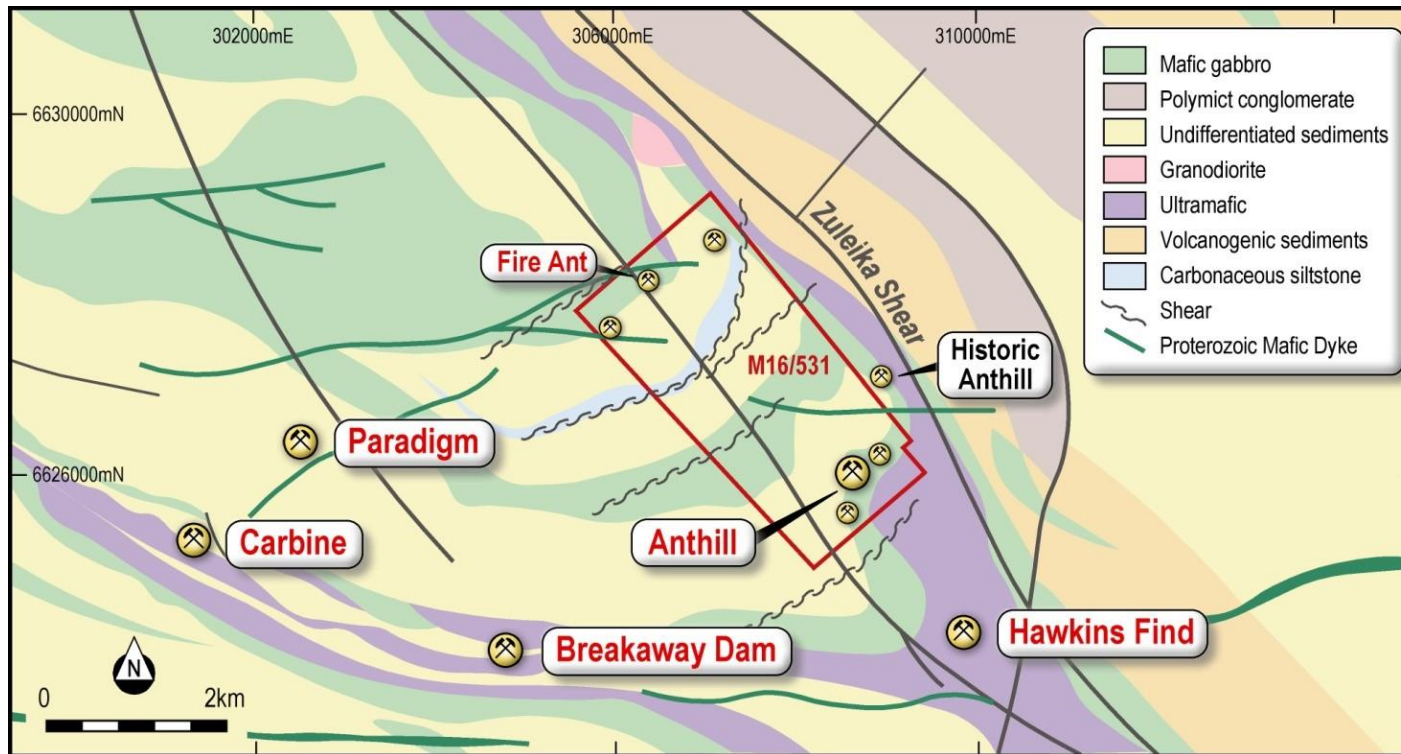 302000mE
306000mE
310000mE
6630000mN
6626000mN
Mafic gabbro
Polymict conglomerate
Undifferentiated sediments
Granodiorite
Ultramafic
Volcanogenic sediments
Carbonaceous siltstone
Shear
Proterozoic Mafic Dyke
Zuleika Shear
Fire Ant
M16/531
Historic
Anthill
Paradigm
Carbine
Anthill
Breakaway Dam
Hawkins Find
N
0
2km